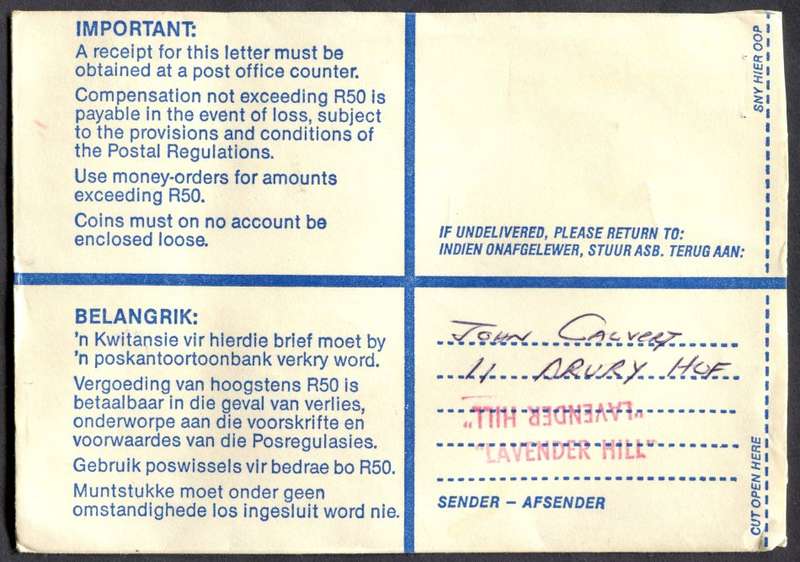 IMPORTANT:
A receipt for this letter must be
obtained at a post office counter.
Compensation not exceeding R50 is
payable in the event of loss, subject
to the provisions and conditions of
the Postal Regulations.
Use money-orders for amounts
exceeding R50.
Coins must on no account be
enclosed loose.
IF UNDELIVERED, PLEASE RETURN TO:
INDIEN ONAFGELEWER, STUUR ASB. TERUG AAN:
SNY HIER OOP
BELANGRIK:
'n Kwitansie vir hierdie brief moet by
'n poskantoortoonbank verkry word.
Vergoeding van hoogstens R50 is
betaalbaar in die geval van verlies,
onderworpe aan die voorskrifte en
voorwaardes van die Posregulasies.
Gebruik poswissels vir bedrae bo R50.
Muntstukke moet onder geen
omstandighede los ingesluit word nie.
JOHN CALVERT
11 DRURY HOF
"LAVENDER HILL"
"LAVENDER HILL"
SENDER – AFSENDER
CUT OPEN HERE